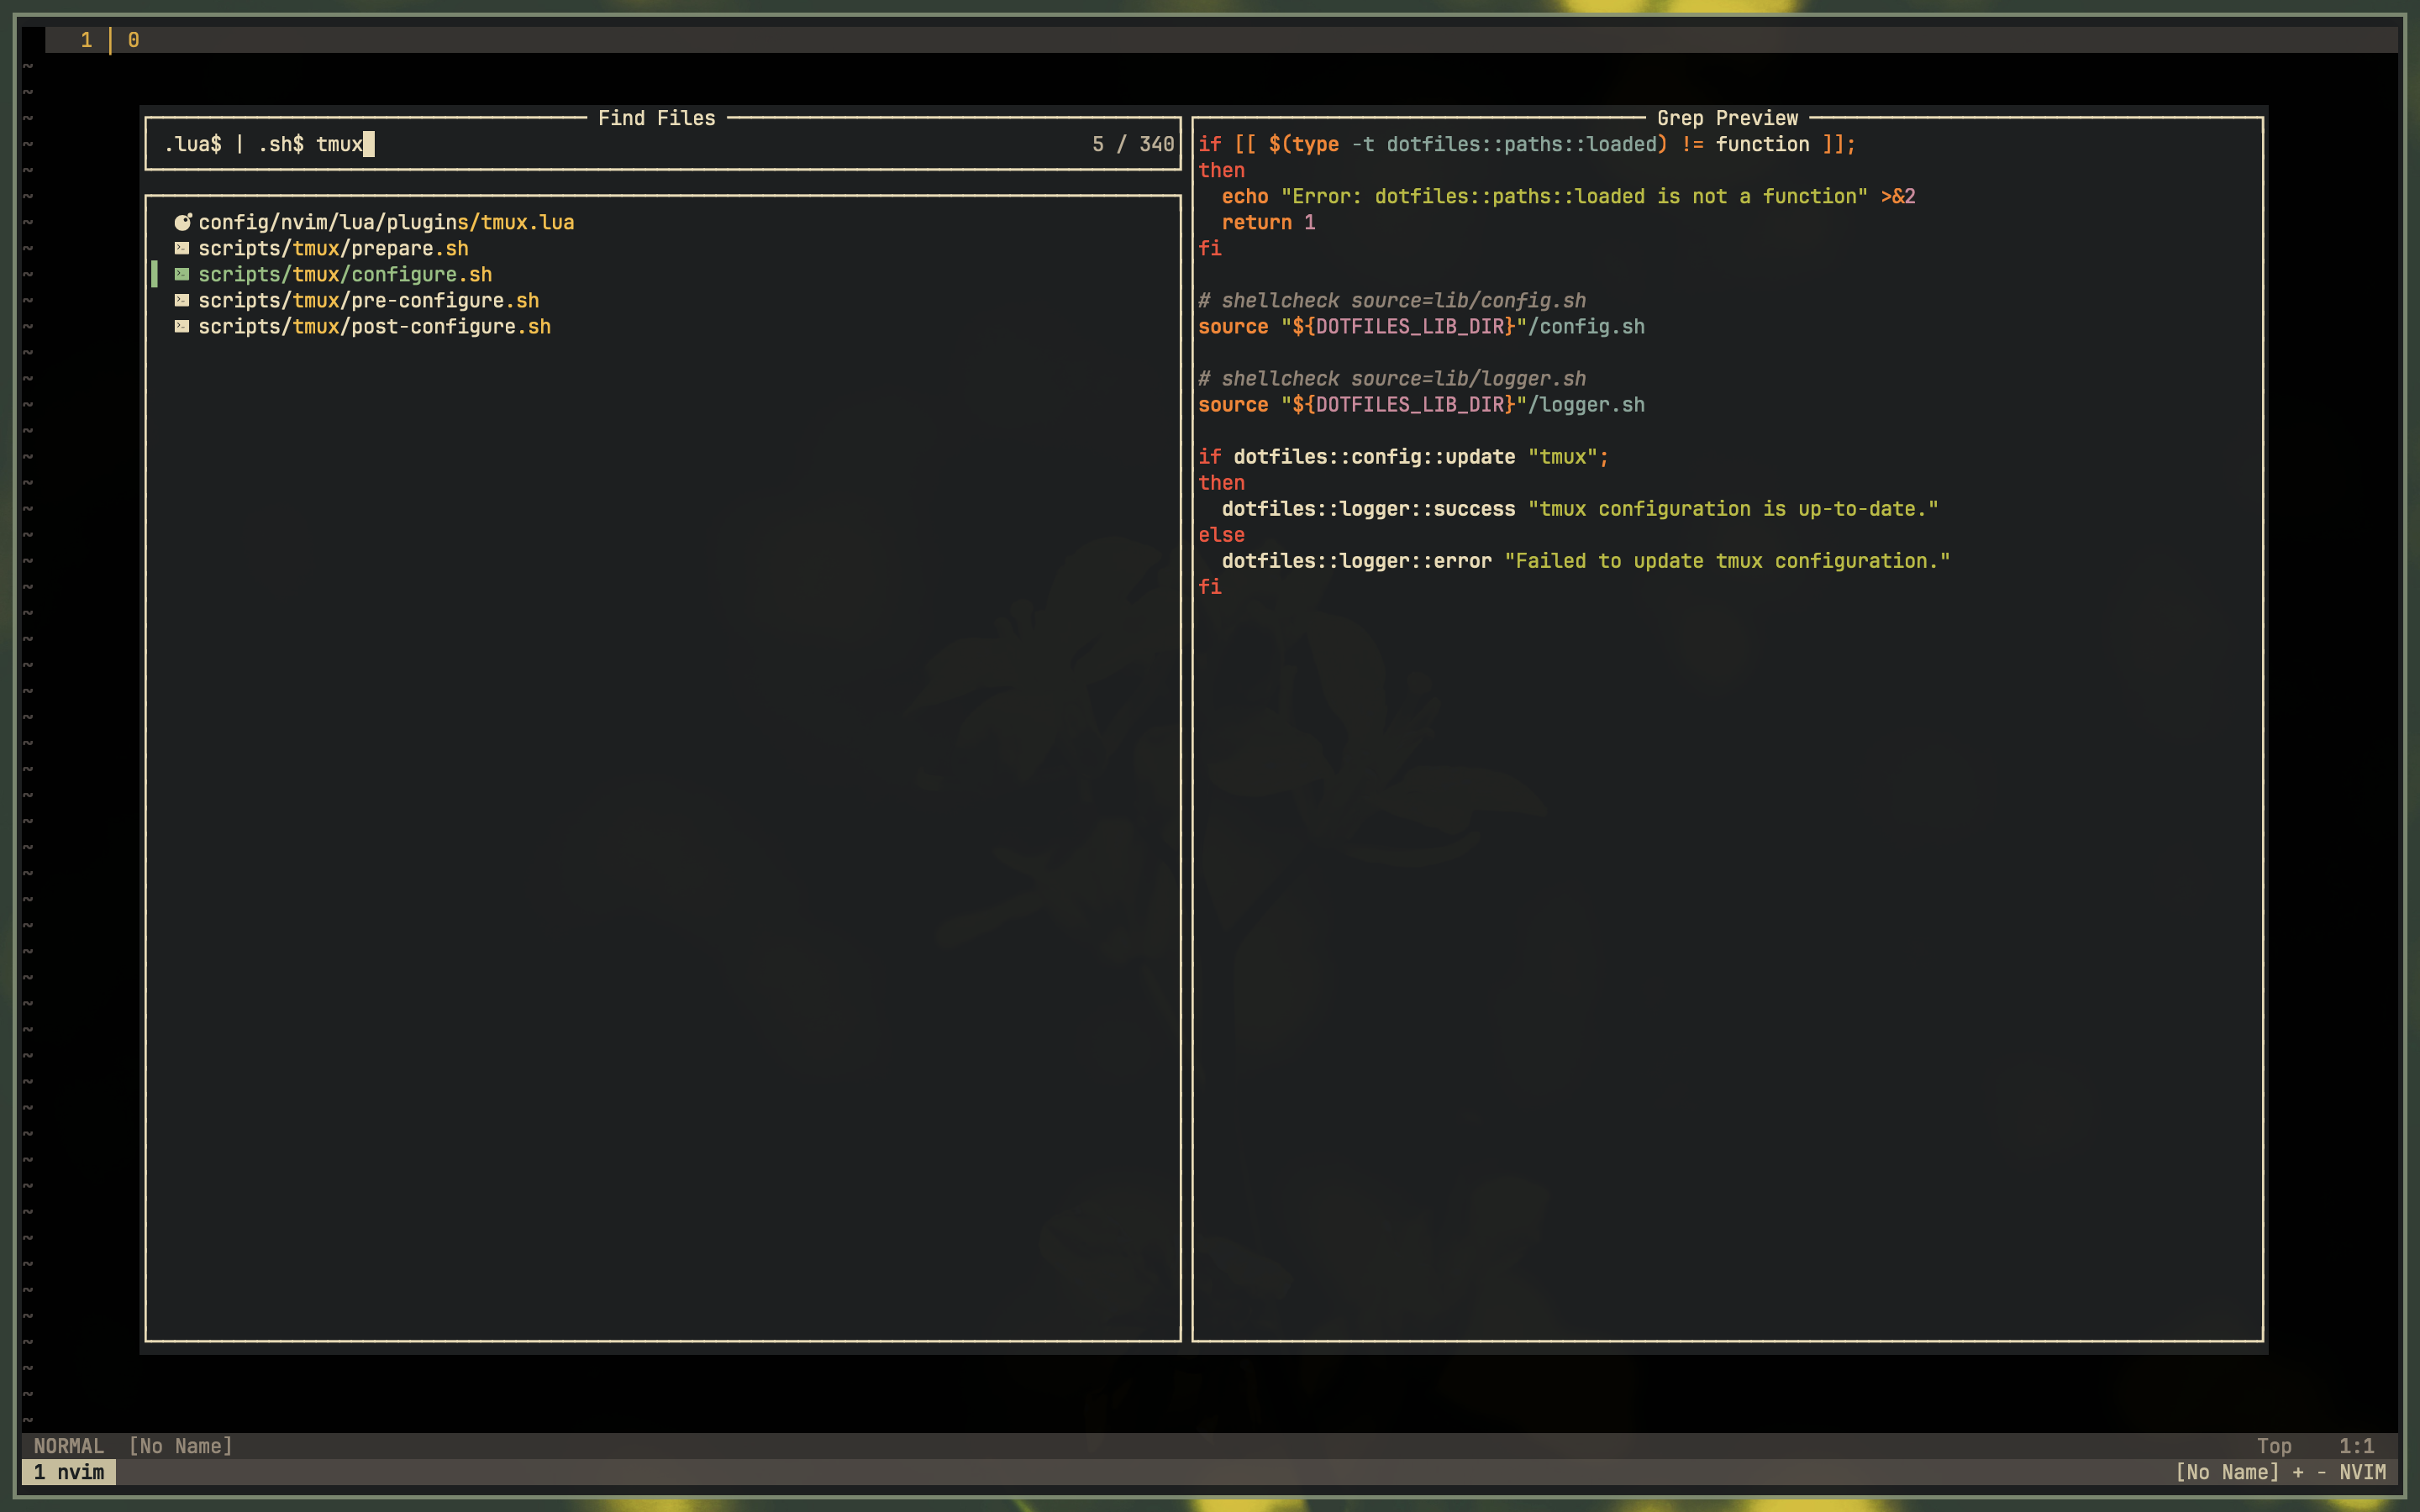 1 0
Find Files
.lua$ | .sh$ tmux 5 / 340
config/nvim/lua/plugins/tmux.lua
scripts/tmux/prepare.sh
scripts/tmux/configure.sh
scripts/tmux/pre-configure.sh
scripts/tmux/post-configure.sh
Grep Preview
if [[ $(type -t dotfiles::paths::loaded) != function ]];
then
  echo "Error: dotfiles::paths::loaded is not a function" >&2
  return 1
fi
# shellcheck source=lib/config.sh
source "${DOTFILES_LIB_DIR}"/config.sh
# shellcheck source=lib/logger.sh
source "${DOTFILES_LIB_DIR}"/logger.sh
if dotfiles::config::update "tmux";
then
  dotfiles::logger::success "tmux configuration is up-to-date."
else
  dotfiles::logger::error "Failed to update tmux configuration."
fi
NORMAL [No Name] Top 1:1
1 nvim [No Name] + - NVIM